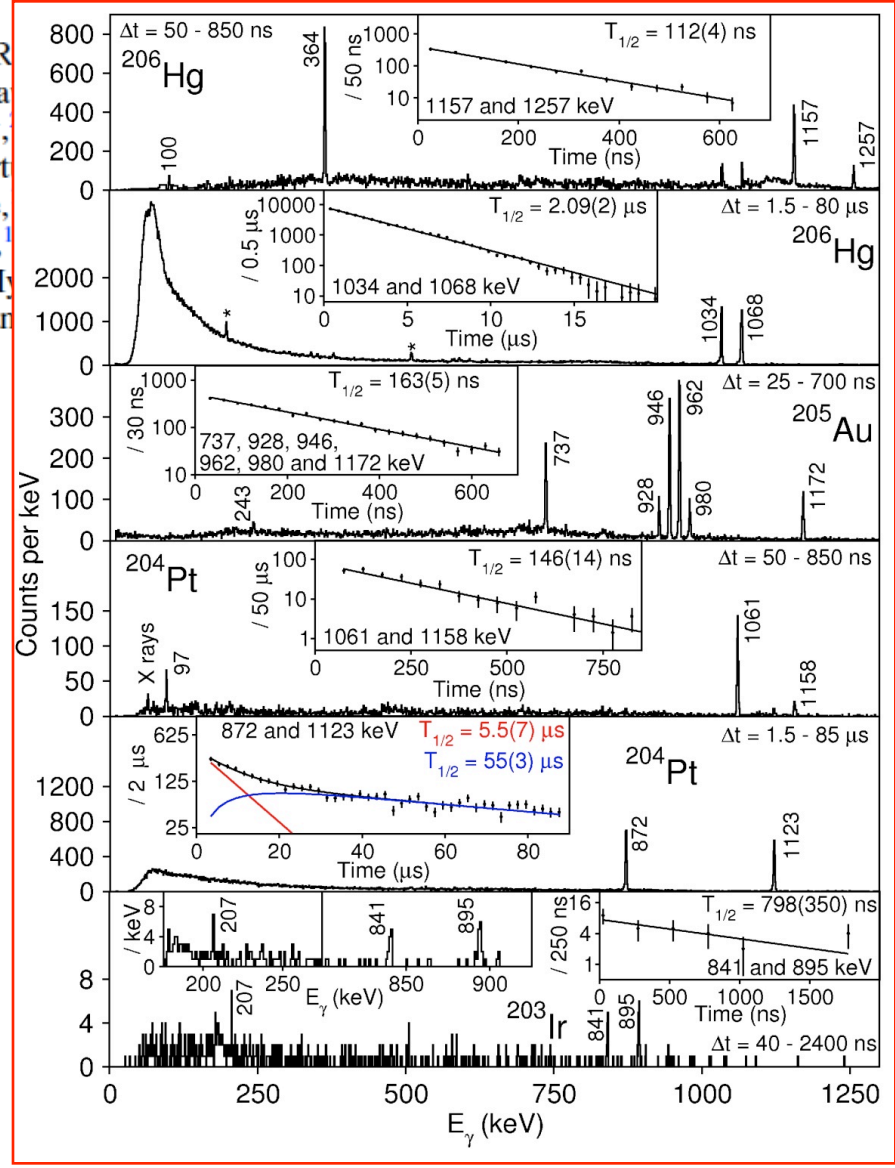 Counts per keV
Δt = 50 - 850 ns
²⁰⁶Hg
800
600
400
200
0
100
364
1157
1257
T₁/₂ = 112(4) ns
/ 50 ns
1000
100
10
1157 and 1257 keV
0 200 400 600
Time (ns)
Δt = 1.5 - 80 μs
²⁰⁶Hg
2000
1000
0
*
*
1034
1068
T₁/₂ = 2.09(2) μs
/ 0.5 μs
10000
1000
100
10
1034 and 1068 keV
0 5 10 15
Time (μs)
Δt = 25 - 700 ns
²⁰⁵Au
300
200
100
0
243
737
928
946
962
980
1172
T₁/₂ = 163(5) ns
/ 30 ns
1000
100
10
737, 928, 946,
962, 980 and 1172 keV
0 200 400 600
Time (ns)
²⁰⁴Pt
Δt = 50 - 850 ns
150
100
50
0
X rays
97
1061
1158
T₁/₂ = 146(14) ns
/ 50 μs
100
10
1
1061 and 1158 keV
0 250 500 750
Time (ns)
Δt = 1.5 - 85 μs
²⁰⁴Pt
1200
800
400
0
872
1123
872 and 1123 keV
T₁/₂ = 5.5(7) μs
T₁/₂ = 55(3) μs
/ 2 μs
625
125
25
0 20 40 60 80
Time (μs)
/ keV
8
4
0
207
841
895
200 250 850 900
Eγ (keV)
T₁/₂ = 798(350) ns
/ 250 ns
16
4
1
841 and 895 keV
0 500 1000 1500
Time (ns)
8
4
0
207
²⁰³Ir
841
895
Δt = 40 - 2400 ns
0 250 500 750 1000
Eγ (keV)